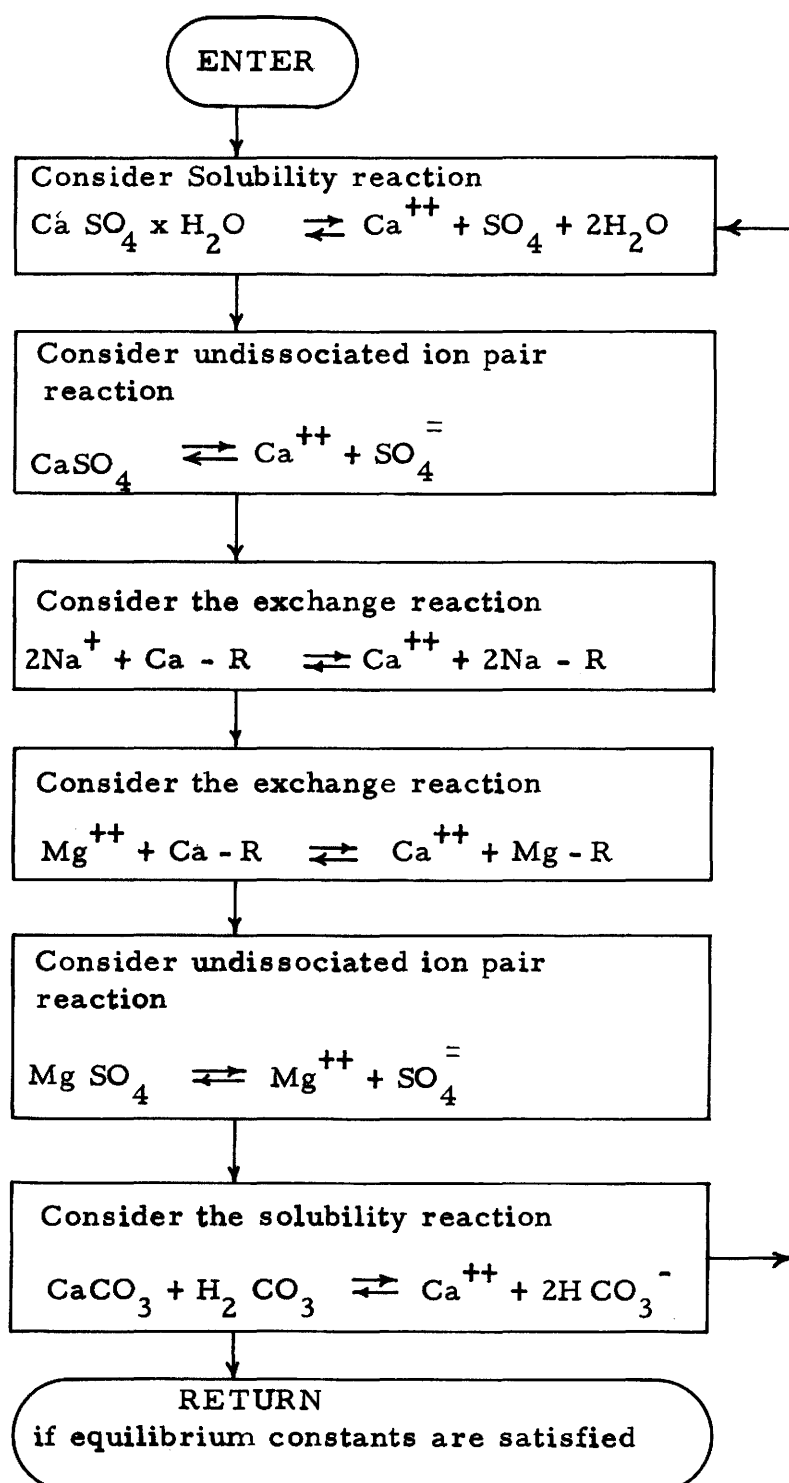 ENTER
Consider Solubility reaction
Ca SO₄ x H₂O ⇌ Ca⁺⁺ + SO₄ + 2H₂O
Consider undissociated ion pair
reaction
CaSO₄ ⇌ Ca⁺⁺ + SO₄⁼
Consider the exchange reaction
2Na⁺ + Ca - R ⇌ Ca⁺⁺ + 2Na - R
Consider the exchange reaction
Mg⁺⁺ + Ca - R ⇌ Ca⁺⁺ + Mg - R
Consider undissociated ion pair
reaction
Mg SO₄ ⇌ Mg⁺⁺ + SO₄⁼
Consider the solubility reaction
CaCO₃ + H₂ CO₃ ⇌ Ca⁺⁺ + 2H CO₃⁻
RETURN
if equilibrium constants are satisfied